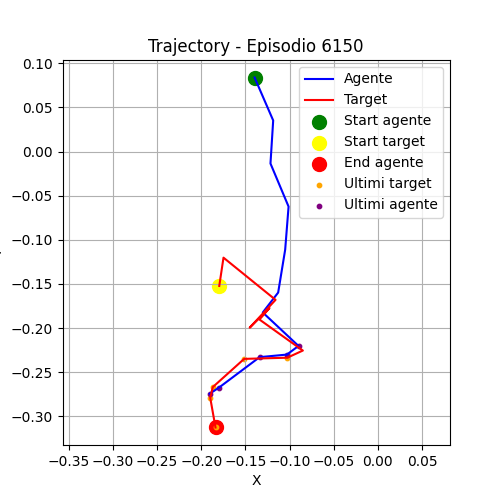 Trajectory - Episodio 6150
Agente
Target
Start agente
Start target
End agente
Ultimi target
Ultimi agente
0.10
0.05
0.00
−0.05
−0.10
−0.15
−0.20
−0.25
−0.30
−0.35 −0.30 −0.25 −0.20 −0.15 −0.10 −0.05 0.00 0.05
X